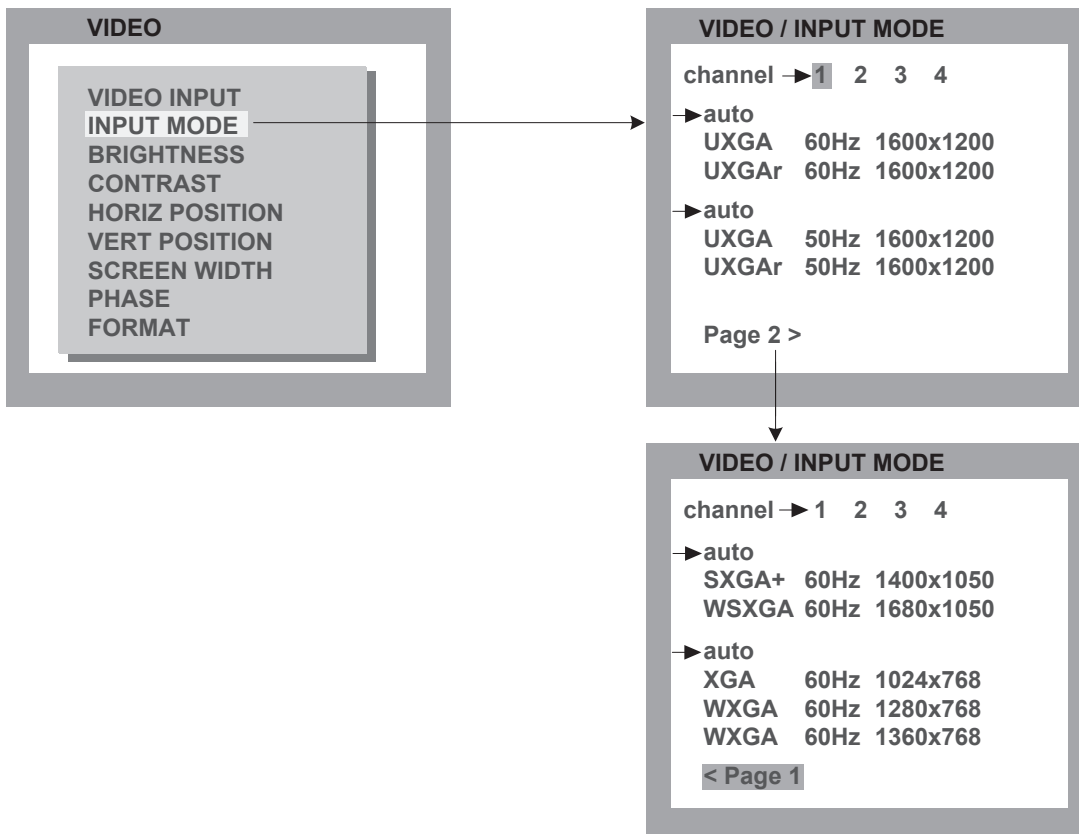 VIDEO
VIDEO INPUT
INPUT MODE
BRIGHTNESS
CONTRAST
HORIZ POSITION
VERT POSITION
SCREEN WIDTH
PHASE
FORMAT
VIDEO / INPUT MODE
channel 1 2 3 4
auto
UXGA 60Hz 1600x1200
UXGAr 60Hz 1600x1200
auto
UXGA 50Hz 1600x1200
UXGAr 50Hz 1600x1200
Page 2 >
VIDEO / INPUT MODE
channel 1 2 3 4
auto
SXGA+ 60Hz 1400x1050
WSXGA 60Hz 1680x1050
auto
XGA 60Hz 1024x768
WXGA 60Hz 1280x768
WXGA 60Hz 1360x768
< Page 1